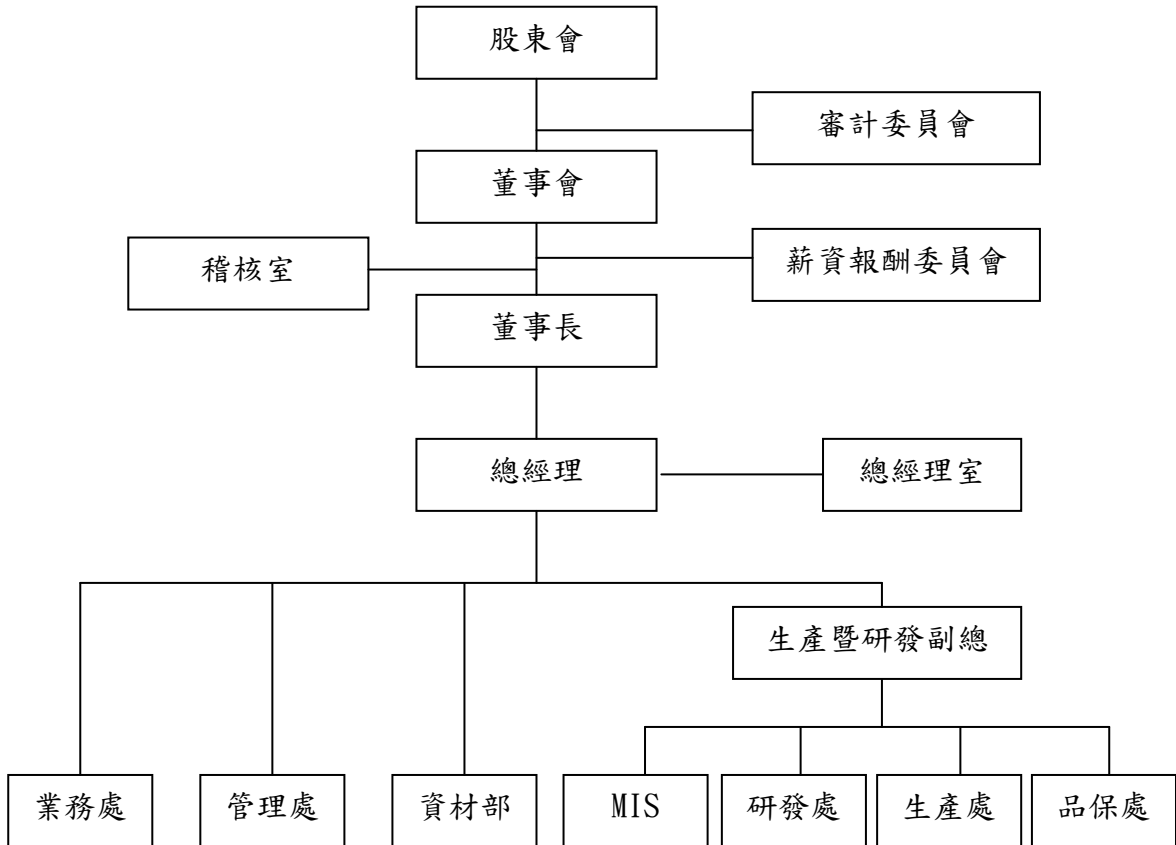 股東會
審計委員會
董事會
稽核室
薪資報酬委員會
董事長
總經理
總經理室
生產暨研發副總
業務處
管理處
資材部
MIS
研發處
生產處
品保處